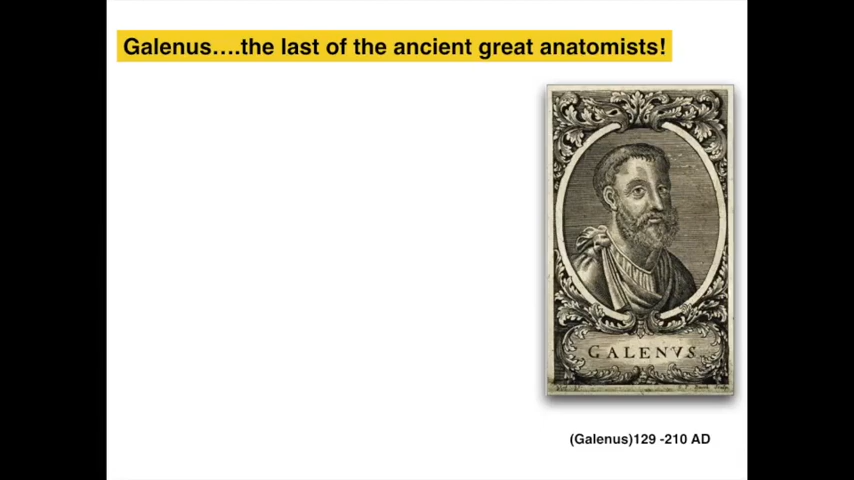 Galenus....the last of the ancient great anatomists!
GALENVS
(Galenus)129 -210 AD